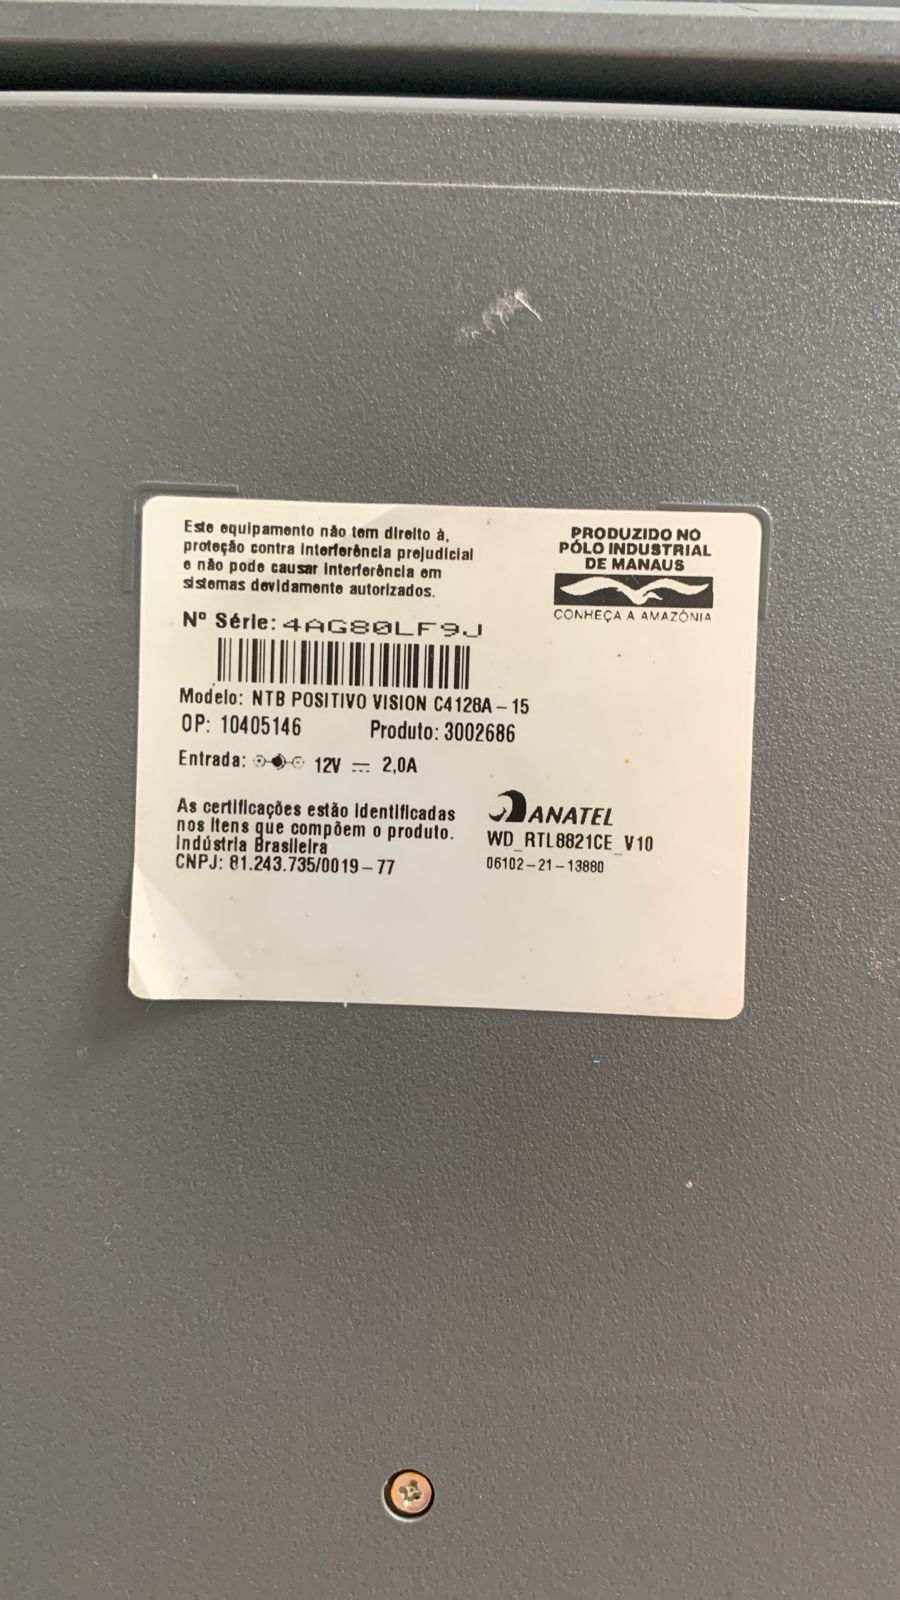 Este equipamento não tem direito à,
proteção contra interferência prejudicial
e não pode causar interferência em
sistemas devidamente autorizados.
PRODUZIDO NO
PÓLO INDUSTRIAL
DE MANAUS
CONHEÇA A AMAZÔNIA
Nº Série: 4AG80LF9J
Modelo: NTB POSITIVO VISION C4128A-15
OP: 10405146 Produto: 3002686
Entrada: 12V ⎓ 2,0A
As certificações estão identificadas
nos itens que compõem o produto.
Indústria Brasileira
CNPJ: 81.243.735/0019-77
ANATEL
WD_RTL8821CE_V10
06102-21-13880